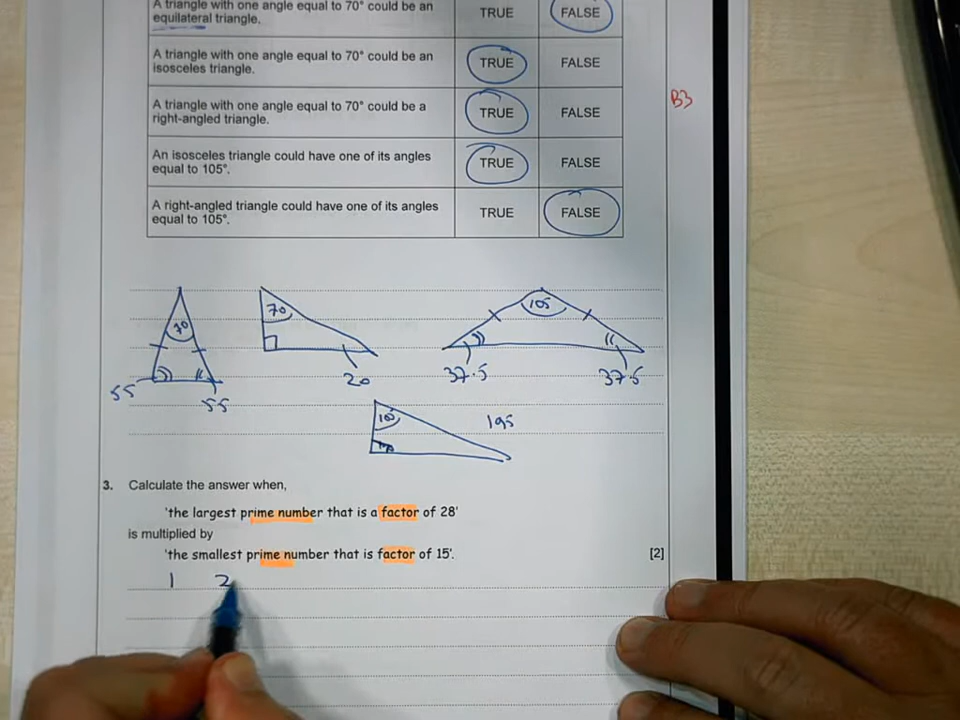 A triangle with one angle equal to 70° could be an
equilateral triangle.
TRUE FALSE
A triangle with one angle equal to 70° could be an
isosceles triangle.
TRUE FALSE
A triangle with one angle equal to 70° could be a
right-angled triangle.
TRUE FALSE
B3
An isosceles triangle could have one of its angles
equal to 105°.
TRUE FALSE
A right-angled triangle could have one of its angles
equal to 105°.
TRUE FALSE
70
55
55
70
20
105
37.5
37.5
105
195
3. Calculate the answer when,
'the largest prime number that is a factor of 28'
is multiplied by
'the smallest prime number that is factor of 15'.
[2]
1 2